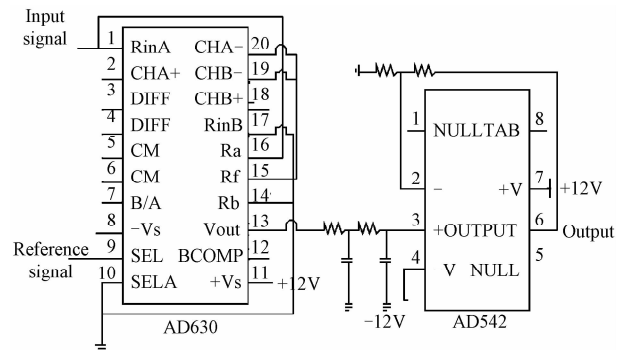 Input signal
1 RinA CHA− 20
2 CHA+ CHB− 19
3 DIFF CHB+ 18
4 DIFF RinB 17
5 CM Ra 16
6 CM Rf 15
7 B/A Rb 14
8 −Vs Vout 13
Reference signal
9 SEL BCOMP 12
10 SELA +Vs 11
+12V
AD630
1 NULLTAB 8
2 − +V 7
+12V
3 +OUTPUT 6
Output
4 V NULL 5
−12V
AD542